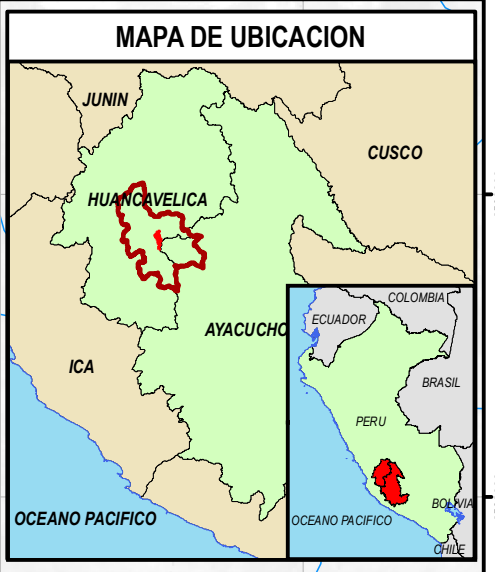 MAPA DE UBICACION
JUNIN
CUSCO
HUANCAVELICA
AYACUCHO
ICA
OCEANO PACIFICO
COLOMBIA
ECUADOR
BRASIL
PERU
BOLIVIA
OCEANO PACIFICO
CHILE